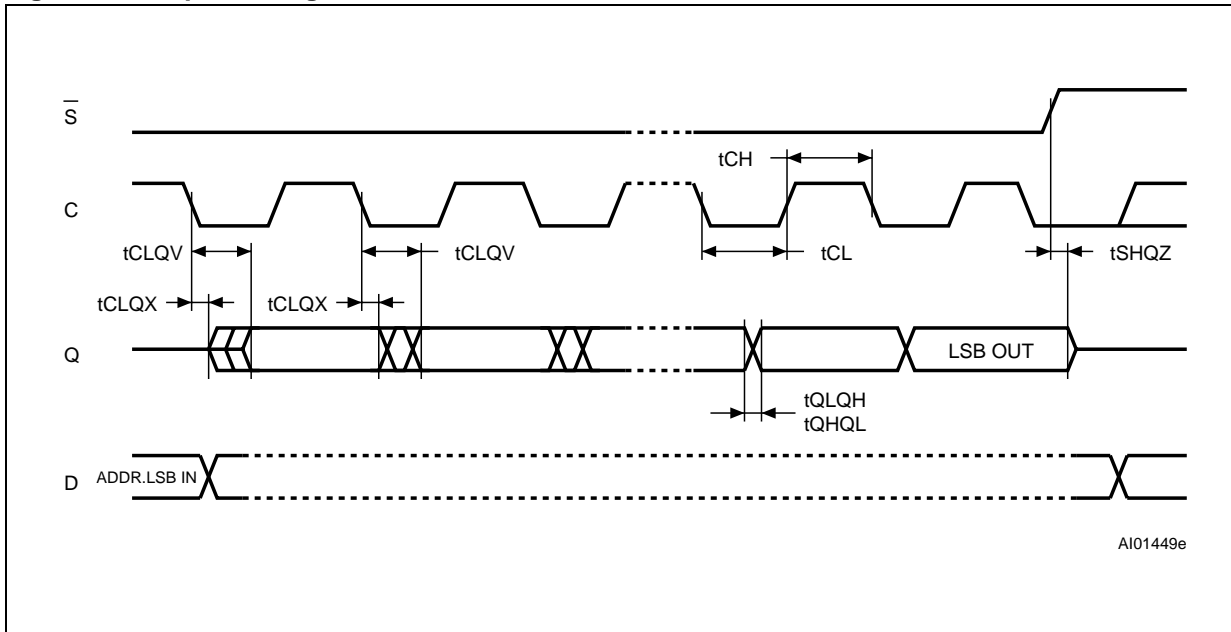 S
tCH
C
tCLQV
tCLQV
tCL
tSHQZ
tCLQX
tCLQX
Q
LSB OUT
tQLQH
tQHQL
D
ADDR.LSB IN
AI01449e